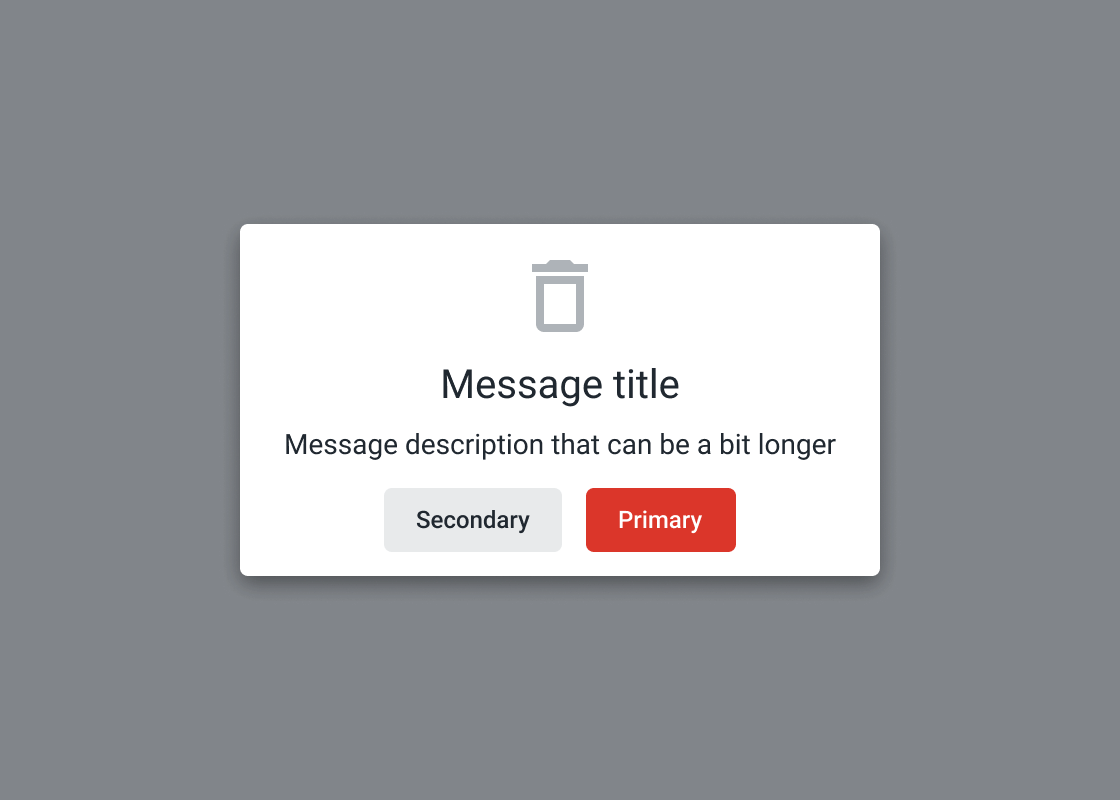 Message title
Message description that can be a bit longer
Secondary
Primary